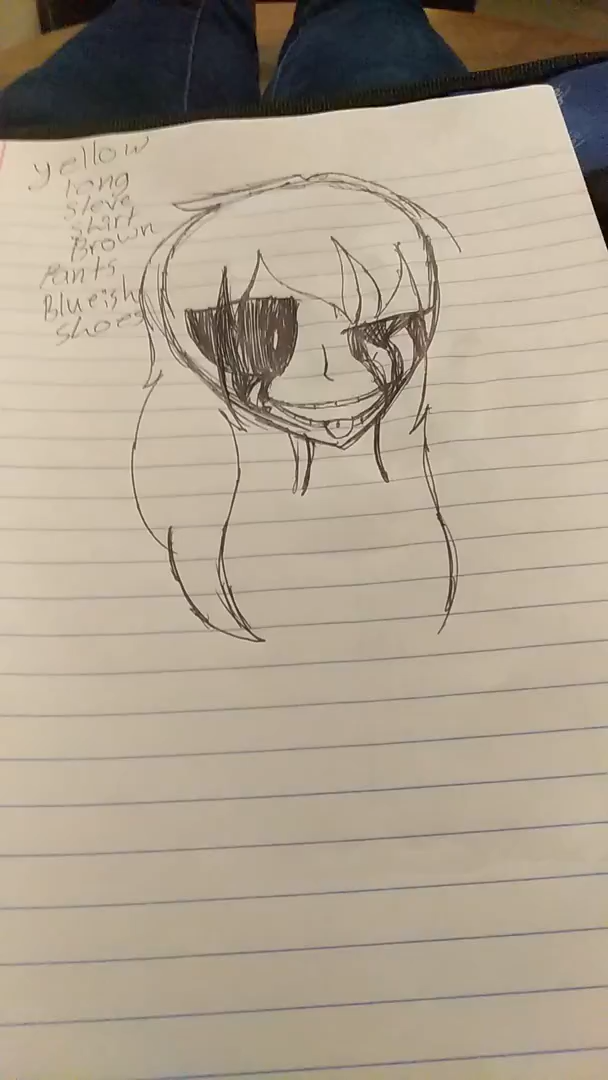 yellow
long
sleve
shirt
Brown
Pants
Blueish
shoes